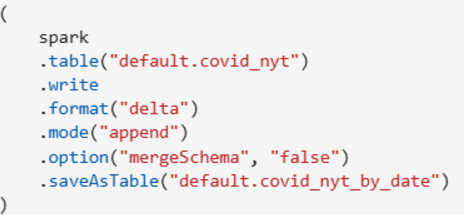 (
    spark
    .table("default.covid_nyt")
    .write
    .format("delta")
    .mode("append")
    .option("mergeSchema", "false")
    .saveAsTable("default.covid_nyt_by_date")
)